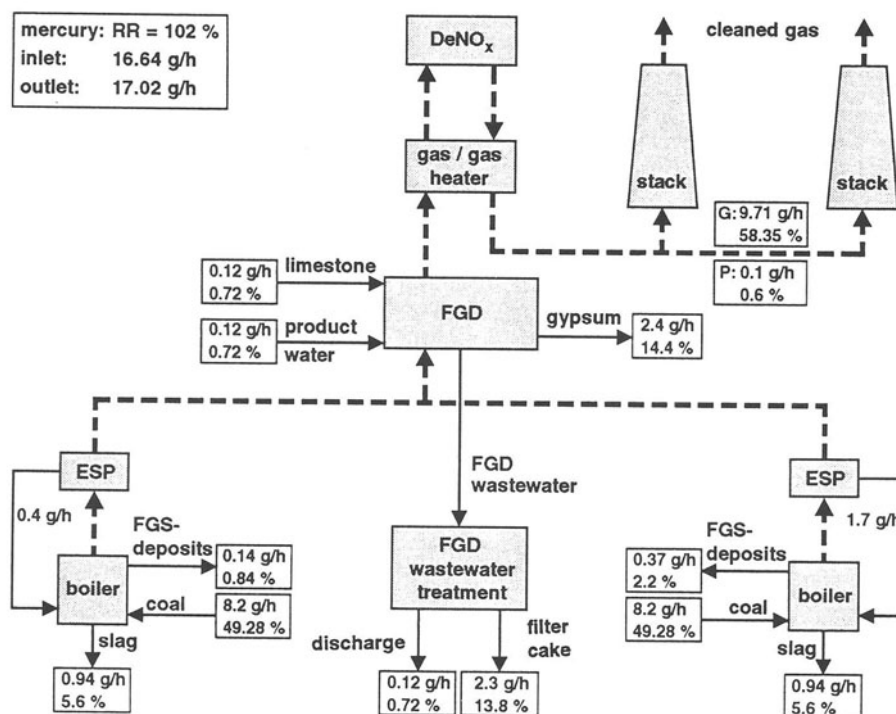 mercury: RR = 102 %
inlet: 16.64 g/h
outlet: 17.02 g/h
DeNOx
cleaned gas
gas / gas
heater
stack
stack
G: 9.71 g/h
58.35 %
P: 0.1 g/h
0.6 %
0.12 g/h
0.72 %
limestone
FGD
0.12 g/h
0.72 %
product
water
gypsum
2.4 g/h
14.4 %
ESP
0.4 g/h
FGS-
deposits
0.14 g/h
0.84 %
boiler
coal
8.2 g/h
49.28 %
slag
0.94 g/h
5.6 %
FGD
wastewater
FGD
wastewater
treatment
discharge
filter
cake
0.12 g/h
0.72 %
2.3 g/h
13.8 %
ESP
1.7 g/h
FGS-
deposits
0.37 g/h
2.2 %
boiler
8.2 g/h
49.28 %
coal
slag
0.94 g/h
5.6 %